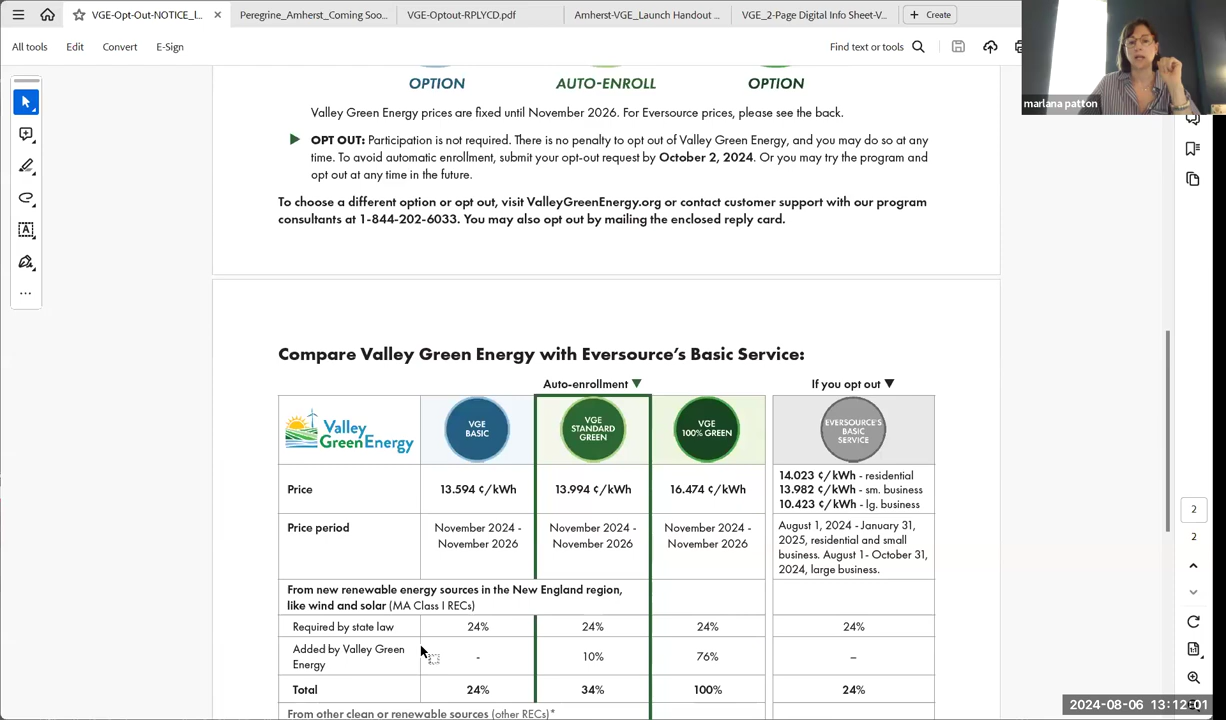 VGE-Opt-Out-NOTICE_l...
Peregrine_Amherst_Coming Soo...
VGE-Optout-RPLYCD.pdf
Amherst-VGE_Launch Handout ...
VGE_2-Page Digital Info Sheet-V...
Create
All tools
Edit
Convert
E-Sign
Find text or tools
marlana patton
OPTION
AUTO-ENROLL
OPTION
Valley Green Energy prices are fixed until November 2026. For Eversource prices, please see the back.
OPT OUT: Participation is not required. There is no penalty to opt out of Valley Green Energy, and you may do so at any
time. To avoid automatic enrollment, submit your opt-out request by October 2, 2024. Or you may try the program and
opt out at any time in the future.
To choose a different option or opt out, visit ValleyGreenEnergy.org or contact customer support with our program
consultants at 1-844-202-6033. You may also opt out by mailing the enclosed reply card.
Compare Valley Green Energy with Eversource's Basic Service:
Auto-enrollment
If you opt out
Valley
GreenEnergy
VGE
BASIC
VGE
STANDARD
GREEN
VGE
100% GREEN
EVERSOURCE'S
BASIC
SERVICE
Price
13.594 ¢/kWh
13.994 ¢/kWh
16.474 ¢/kWh
14.023 ¢/kWh - residential
13.982 ¢/kWh - sm. business
10.423 ¢/kWh - lg. business
Price period
November 2024 -
November 2026
November 2024 -
November 2026
November 2024 -
November 2026
August 1, 2024 - January 31,
2025, residential and small
business. August 1- October 31,
2024, large business.
From new renewable energy sources in the New England region,
like wind and solar (MA Class I RECs)
Required by state law
24%
24%
24%
24%
Added by Valley Green
Energy
-
10%
76%
–
Total
24%
34%
100%
24%
From other clean or renewable sources (other RECs)*
2
2
2024-08-06 13:12:01